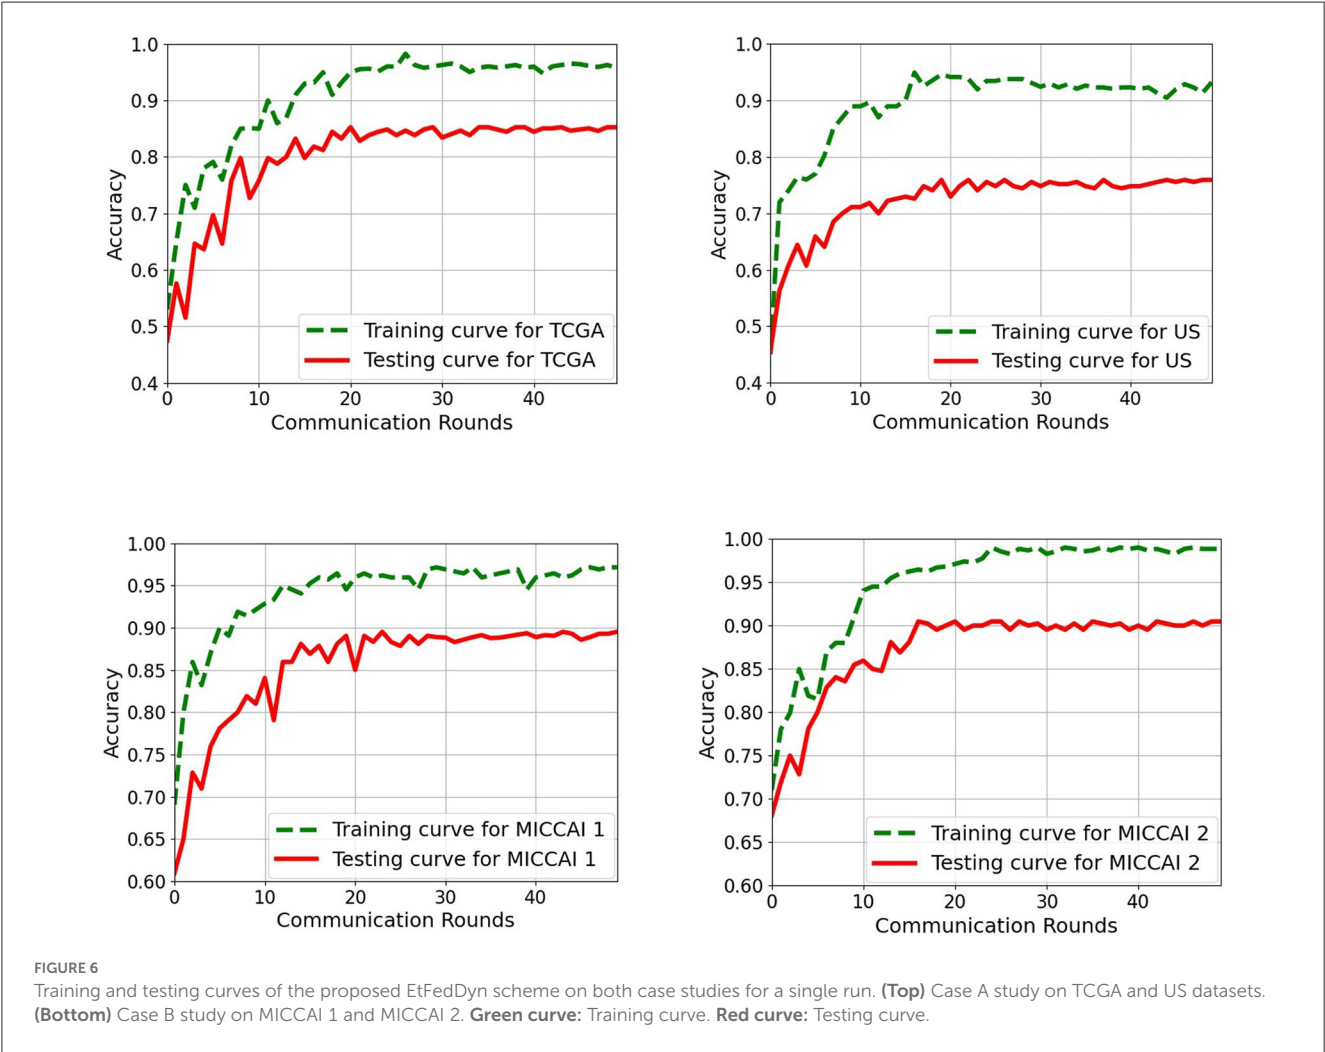 1.0
0.9
0.8
0.7
0.6
0.5
0.4
Accuracy
Training curve for TCGA
Testing curve for TCGA
0 10 20 30 40
Communication Rounds
1.0
0.9
0.8
0.7
0.6
0.5
0.4
Accuracy
Training curve for US
Testing curve for US
0 10 20 30 40
Communication Rounds
1.00
0.95
0.90
0.85
0.80
0.75
0.70
0.65
0.60
Accuracy
Training curve for MICCAI 1
Testing curve for MICCAI 1
0 10 20 30 40
Communication Rounds
1.00
0.95
0.90
0.85
0.80
0.75
0.70
0.65
0.60
Accuracy
Training curve for MICCAI 2
Testing curve for MICCAI 2
0 10 20 30 40
Communication Rounds
FIGURE 6
Training and testing curves of the proposed EtFedDyn scheme on both case studies for a single run. (Top) Case A study on TCGA and US datasets.
(Bottom) Case B study on MICCAI 1 and MICCAI 2. Green curve: Training curve. Red curve: Testing curve.